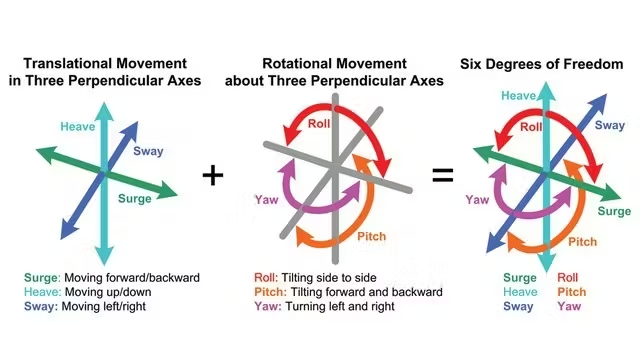 Translational Movement
in Three Perpendicular Axes
Heave
Sway
Surge
Surge: Moving forward/backward
Heave: Moving up/down
Sway: Moving left/right
+
Rotational Movement
about Three Perpendicular Axes
Roll
Yaw
Pitch
Roll: Tilting side to side
Pitch: Tilting forward and backward
Yaw: Turning left and right
=
Six Degrees of Freedom
Heave
Roll
Sway
Yaw
Surge
Pitch
Surge Roll
Heave Pitch
Sway Yaw